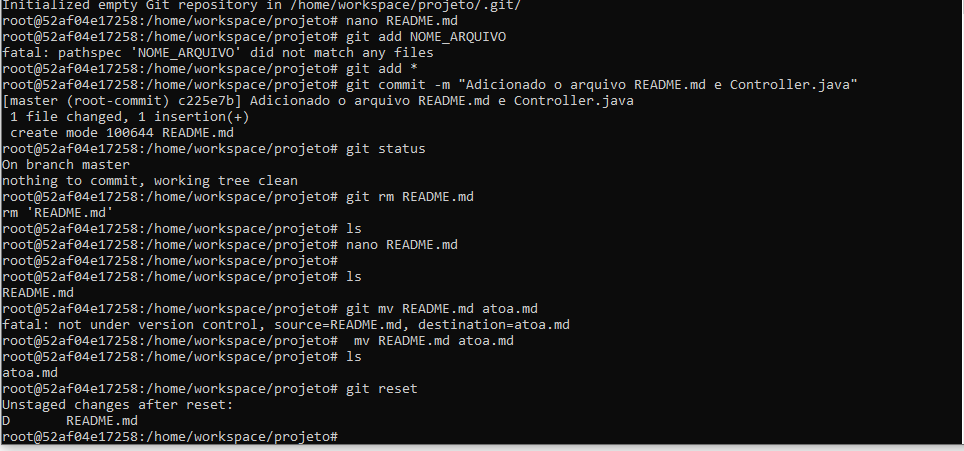 Initialized empty Git repository in /home/workspace/projeto/.git/
root@52af04e17258:/home/workspace/projeto# nano README.md
root@52af04e17258:/home/workspace/projeto# git add NOME_ARQUIVO
fatal: pathspec 'NOME_ARQUIVO' did not match any files
root@52af04e17258:/home/workspace/projeto# git add *
root@52af04e17258:/home/workspace/projeto# git commit -m "Adicionado o arquivo README.md e Controller.java"
[master (root-commit) c225e7b] Adicionado o arquivo README.md e Controller.java
 1 file changed, 1 insertion(+)
 create mode 100644 README.md
root@52af04e17258:/home/workspace/projeto# git status
On branch master
nothing to commit, working tree clean
root@52af04e17258:/home/workspace/projeto# git rm README.md
rm 'README.md'
root@52af04e17258:/home/workspace/projeto# ls
root@52af04e17258:/home/workspace/projeto# nano README.md
root@52af04e17258:/home/workspace/projeto#
root@52af04e17258:/home/workspace/projeto# ls
README.md
root@52af04e17258:/home/workspace/projeto# git mv README.md atoa.md
fatal: not under version control, source=README.md, destination=atoa.md
root@52af04e17258:/home/workspace/projeto#  mv README.md atoa.md
root@52af04e17258:/home/workspace/projeto# ls
atoa.md
root@52af04e17258:/home/workspace/projeto# git reset
Unstaged changes after reset:
D       README.md
root@52af04e17258:/home/workspace/projeto#